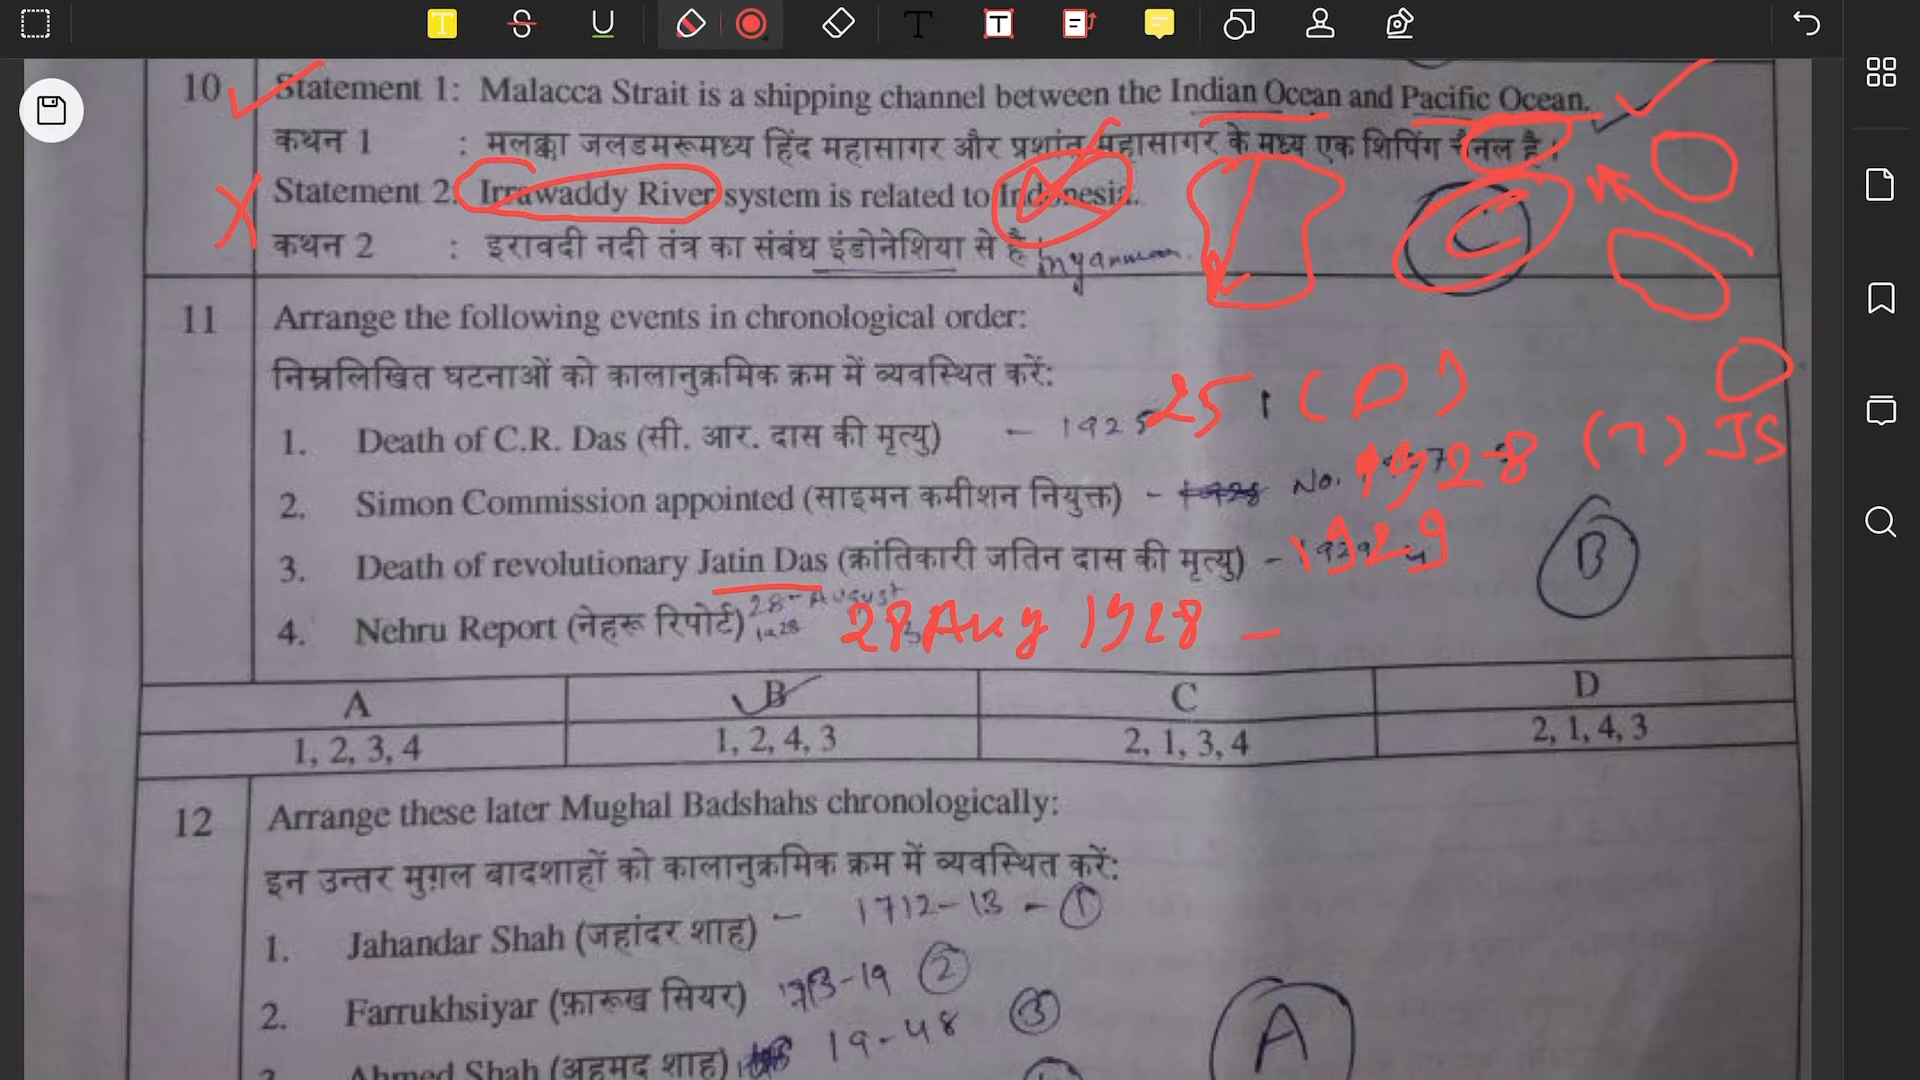 10 Statement 1: Malacca Strait is a shipping channel between the Indian Ocean and Pacific Ocean.
कथन 1 : मलक्का जलडमरूमध्य हिंद महासागर और प्रशांत महासागर के मध्य एक शिपिंग चैनल है।
Statement 2: Irrawaddy River system is related to Indonesia.
C
कथन 2 : इरावदी नदी तंत्र का संबंध इंडोनेशिया से है।
Myanmar.
11 Arrange the following events in chronological order:
निम्नलिखित घटनाओं को कालानुक्रमिक क्रम में व्यवस्थित करें:
1. Death of C.R. Das (सी. आर. दास की मृत्यु) - 1925 25 1 (D)
2. Simon Commission appointed (साइमन कमीशन नियुक्त) - No. 1928 (7) JS
3. Death of revolutionary Jatin Das (क्रांतिकारी जतिन दास की मृत्यु) - 1929
B
4. Nehru Report (नेहरू रिपोर्ट) 28-August 1928 28 Aug 1928 -
A B C D
1, 2, 3, 4 1, 2, 4, 3 2, 1, 3, 4 2, 1, 4, 3
12 Arrange these later Mughal Badshahs chronologically:
इन उत्तर मुग़ल बादशाहों को कालानुक्रमिक क्रम में व्यवस्थित करें:
1. Jahandar Shah (जहांदर शाह) - 1712-13 - 1
2. Farrukhsiyar (फ़ारूख सियर) 1713-19 2
Ahmed Shah (अहमद शाह) 19-48 3
A